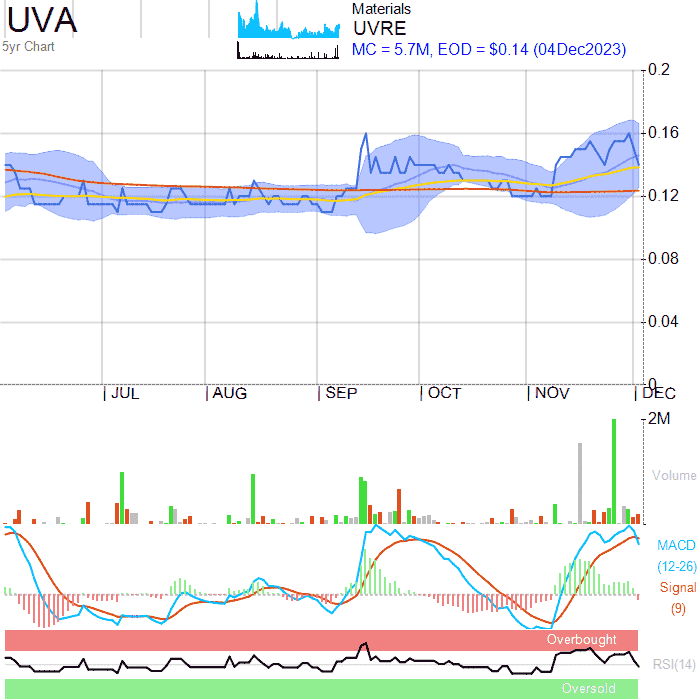 UVA
5yr Chart
Materials
UVRE
MC = 5.7M, EOD = $0.14 (04Dec2023)
0.2
0.16
0.12
0.08
0.04
0
JUL AUG SEP OCT NOV DEC
2M
Volume
MACD
(12-26)
Signal
(9)
Overbought
RSI(14)
Oversold